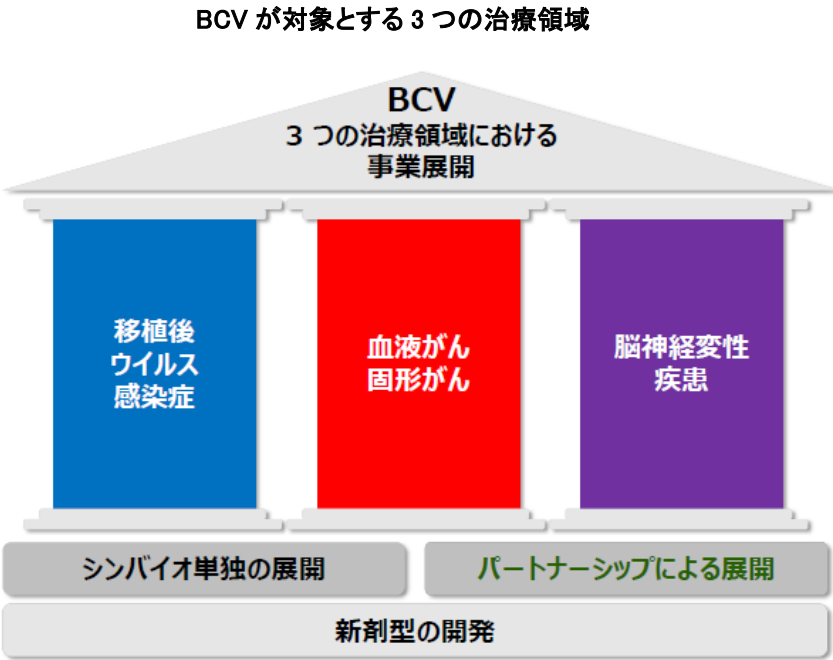 BCV が対象とする 3 つの治療領域
BCV
3 つの治療領域における
事業展開
移植後
ウイルス
感染症
血液がん
固形がん
脳神経変性
疾患
シンバイオ単独の展開
パートナーシップによる展開
新剤型の開発